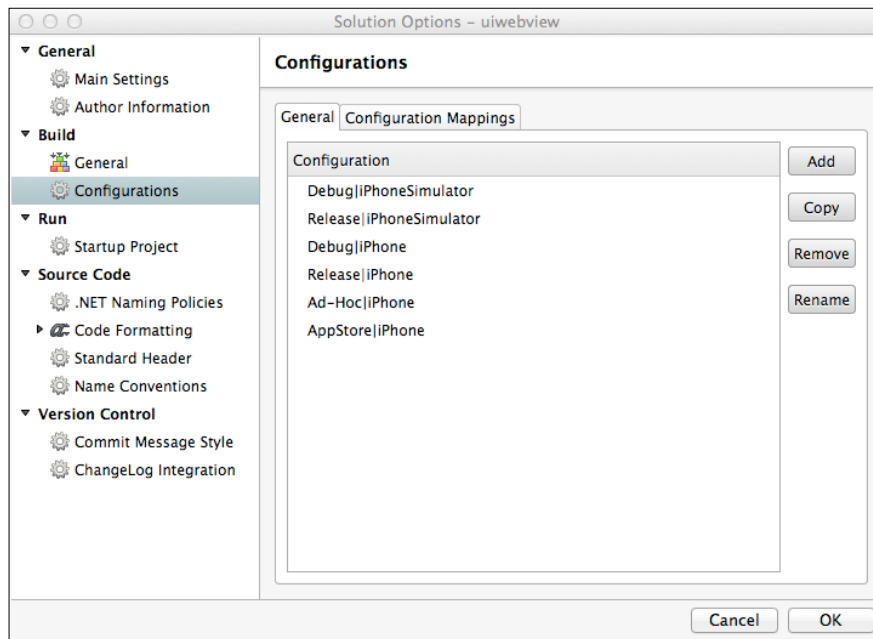 Solution Options – uiwebview
General
Main Settings
Author Information
Build
General
Configurations
Run
Startup Project
Source Code
.NET Naming Policies
Code Formatting
Standard Header
Name Conventions
Version Control
Commit Message Style
ChangeLog Integration
Configurations
General
Configuration Mappings
Configuration
Debug|iPhoneSimulator
Release|iPhoneSimulator
Debug|iPhone
Release|iPhone
Ad-Hoc|iPhone
AppStore|iPhone
Add
Copy
Remove
Rename
Cancel
OK